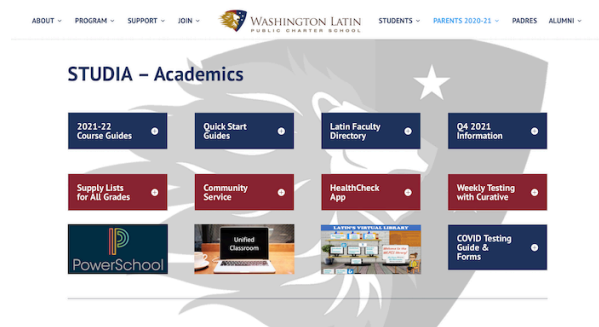 ABOUT PROGRAM SUPPORT JOIN WASHINGTON LATIN STUDENTS PARENTS 2020-21 PADRES ALUMNI
PUBLIC CHARTER SCHOOL
STUDIA – Academics
2021-22
Course Guides
Quick Start
Guides
Latin Faculty
Directory
Q4 2021
Information
Supply Lists
for All Grades
Community
Service
HealthCheck
App
Weekly Testing
with Curative
PowerSchool
Unified
Classroom
LATIN'S VIRTUAL LIBRARY
COVID Testing
Guide &
Forms